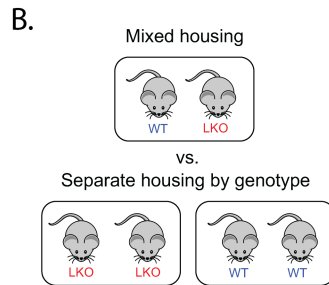 B.
Mixed housing
WT LKO
vs.
Separate housing by genotype
LKO LKO WT WT